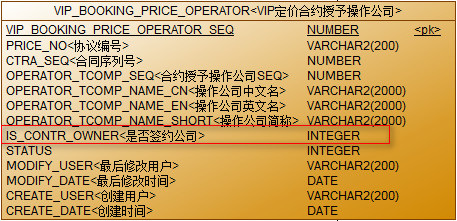 VIP_BOOKING_PRICE_OPERATOR<VIP定价合约授予操作公司>
VIP_BOOKING_PRICE_OPERATOR_SEQ NUMBER <pk>
PRICE_NO<协议编号> VARCHAR2(200)
CTRA_SEQ<合同序列号> NUMBER
OPERATOR_TCOMP_SEQ<合约授予操作公司SEQ> NUMBER
OPERATOR_TCOMP_NAME_CN<操作公司中文名> VARCHAR2(2000)
OPERATOR_TCOMP_NAME_EN<操作公司英文名> VARCHAR2(2000)
OPERATOR_TCOMP_NAME_SHORT<操作公司简称> VARCHAR2(2000)
IS_CONTR_OWNER<是否签约公司> INTEGER
STATUS INTEGER
MODIFY_USER<最后修改用户> VARCHAR2(200)
MODIFY_DATE<最后修改时间> DATE
CREATE_USER<创建用户> VARCHAR2(200)
CREATE_DATE<创建时间> DATE